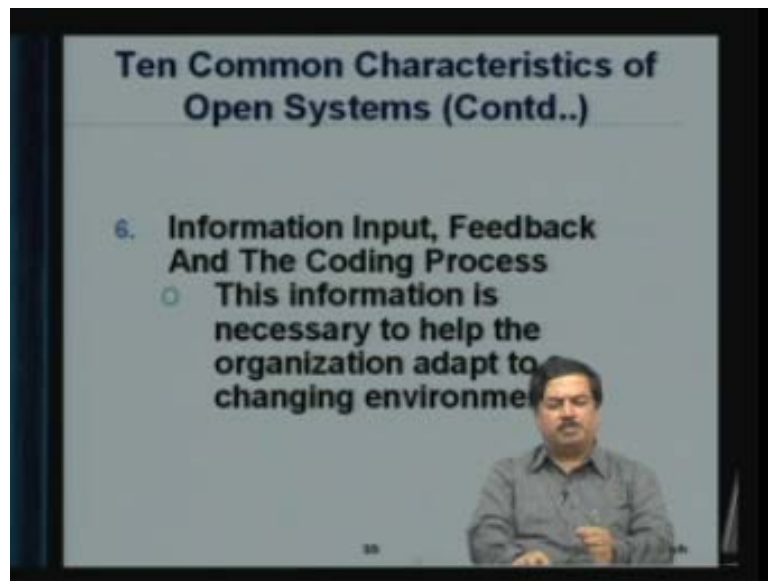 Ten Common Characteristics of
Open Systems (Contd..)
6. Information Input, Feedback
And The Coding Process
o This information is
necessary to help the
organization adapt to
changing